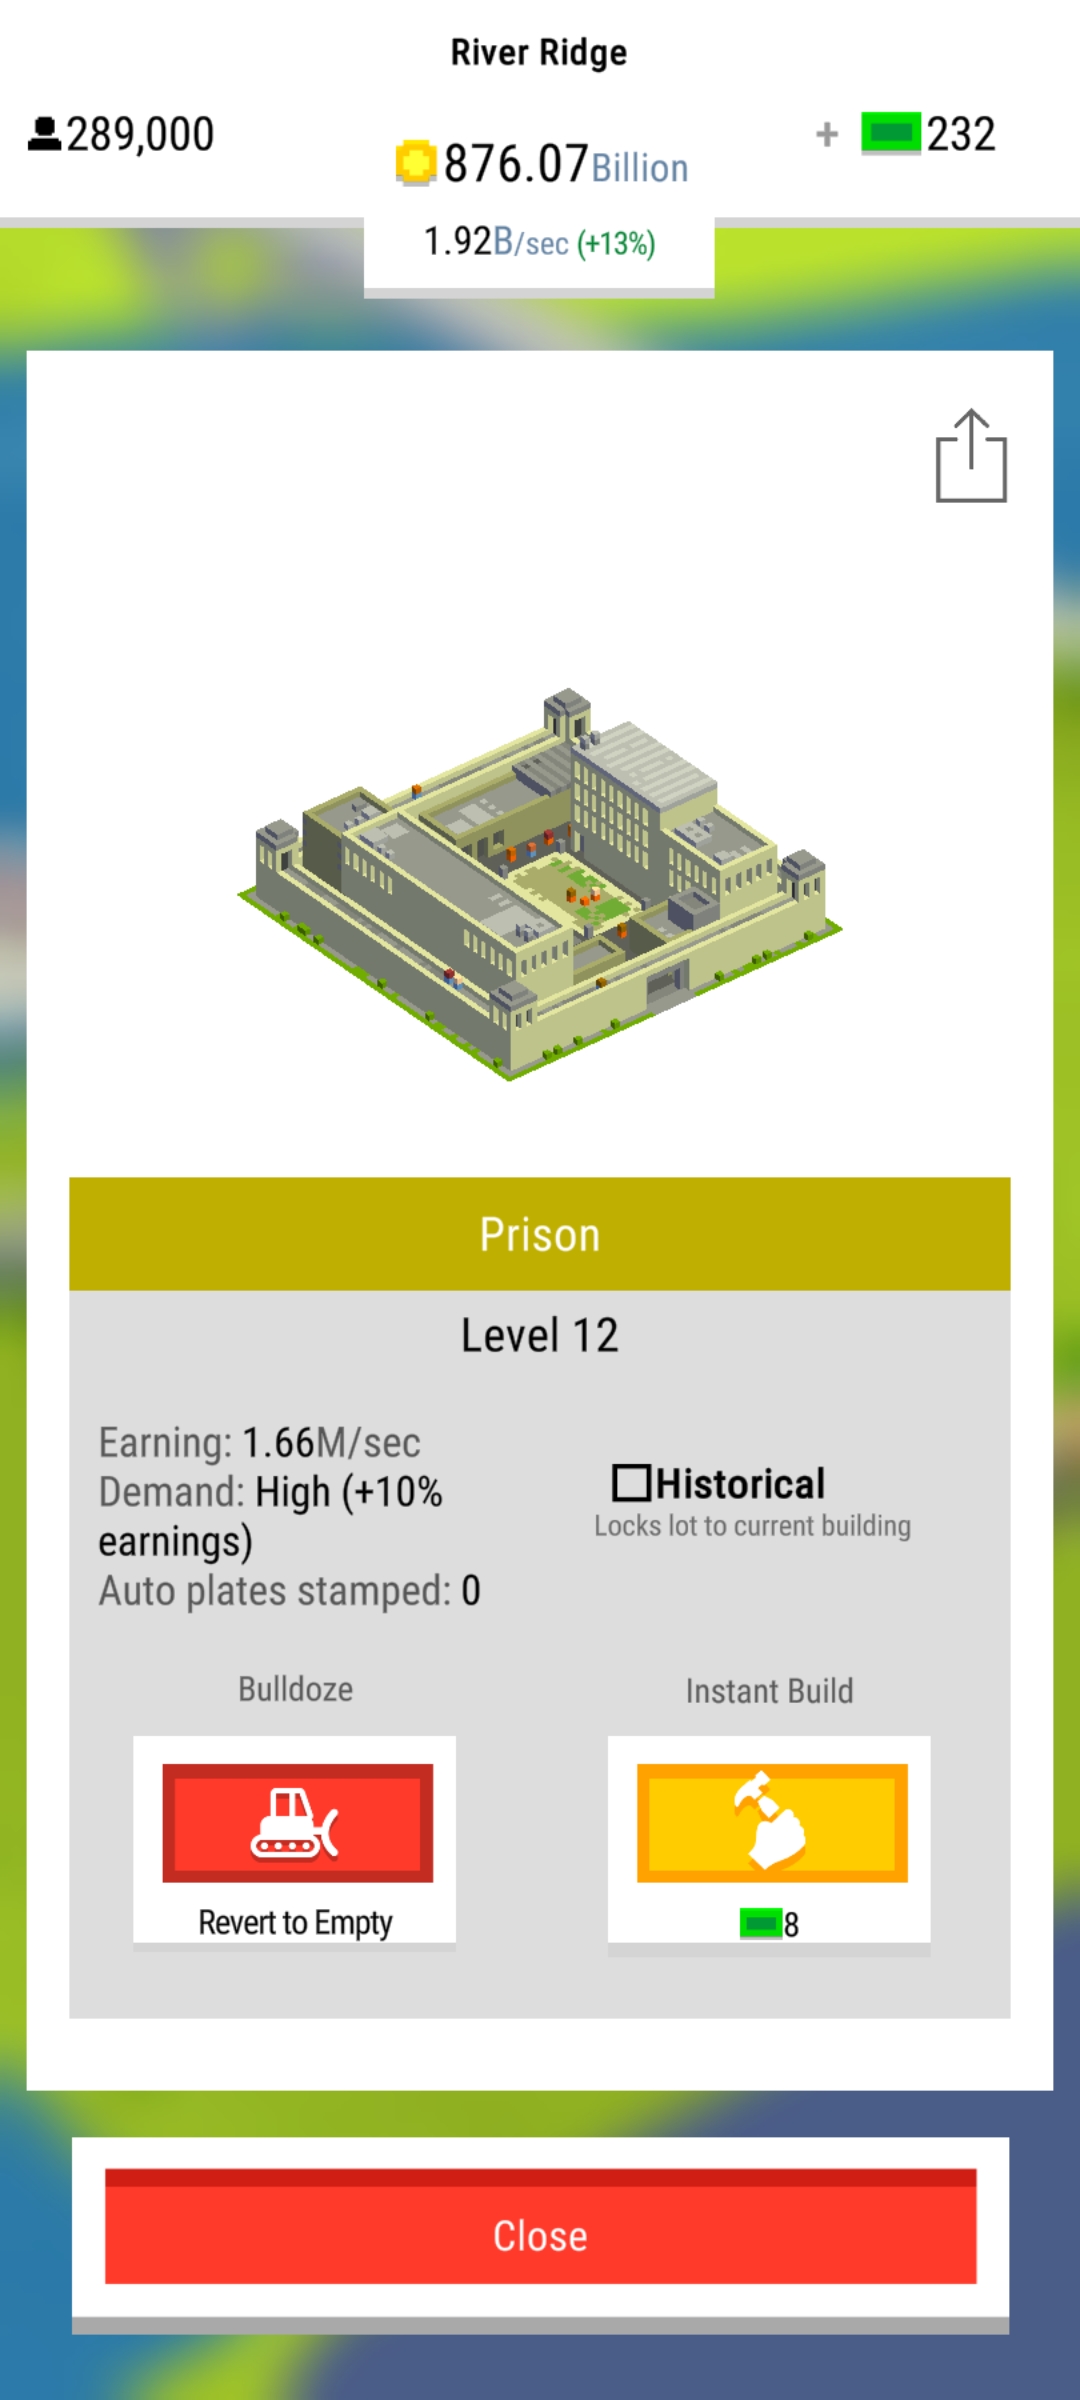 River Ridge
289,000
876.07Billion
+ 232
1.92B/sec (+13%)
Prison
Level 12
Earning: 1.66M/sec
Demand: High (+10%
earnings)
Auto plates stamped: 0
Historical
Locks lot to current building
Bulldoze
Instant Build
Revert to Empty
8
Close